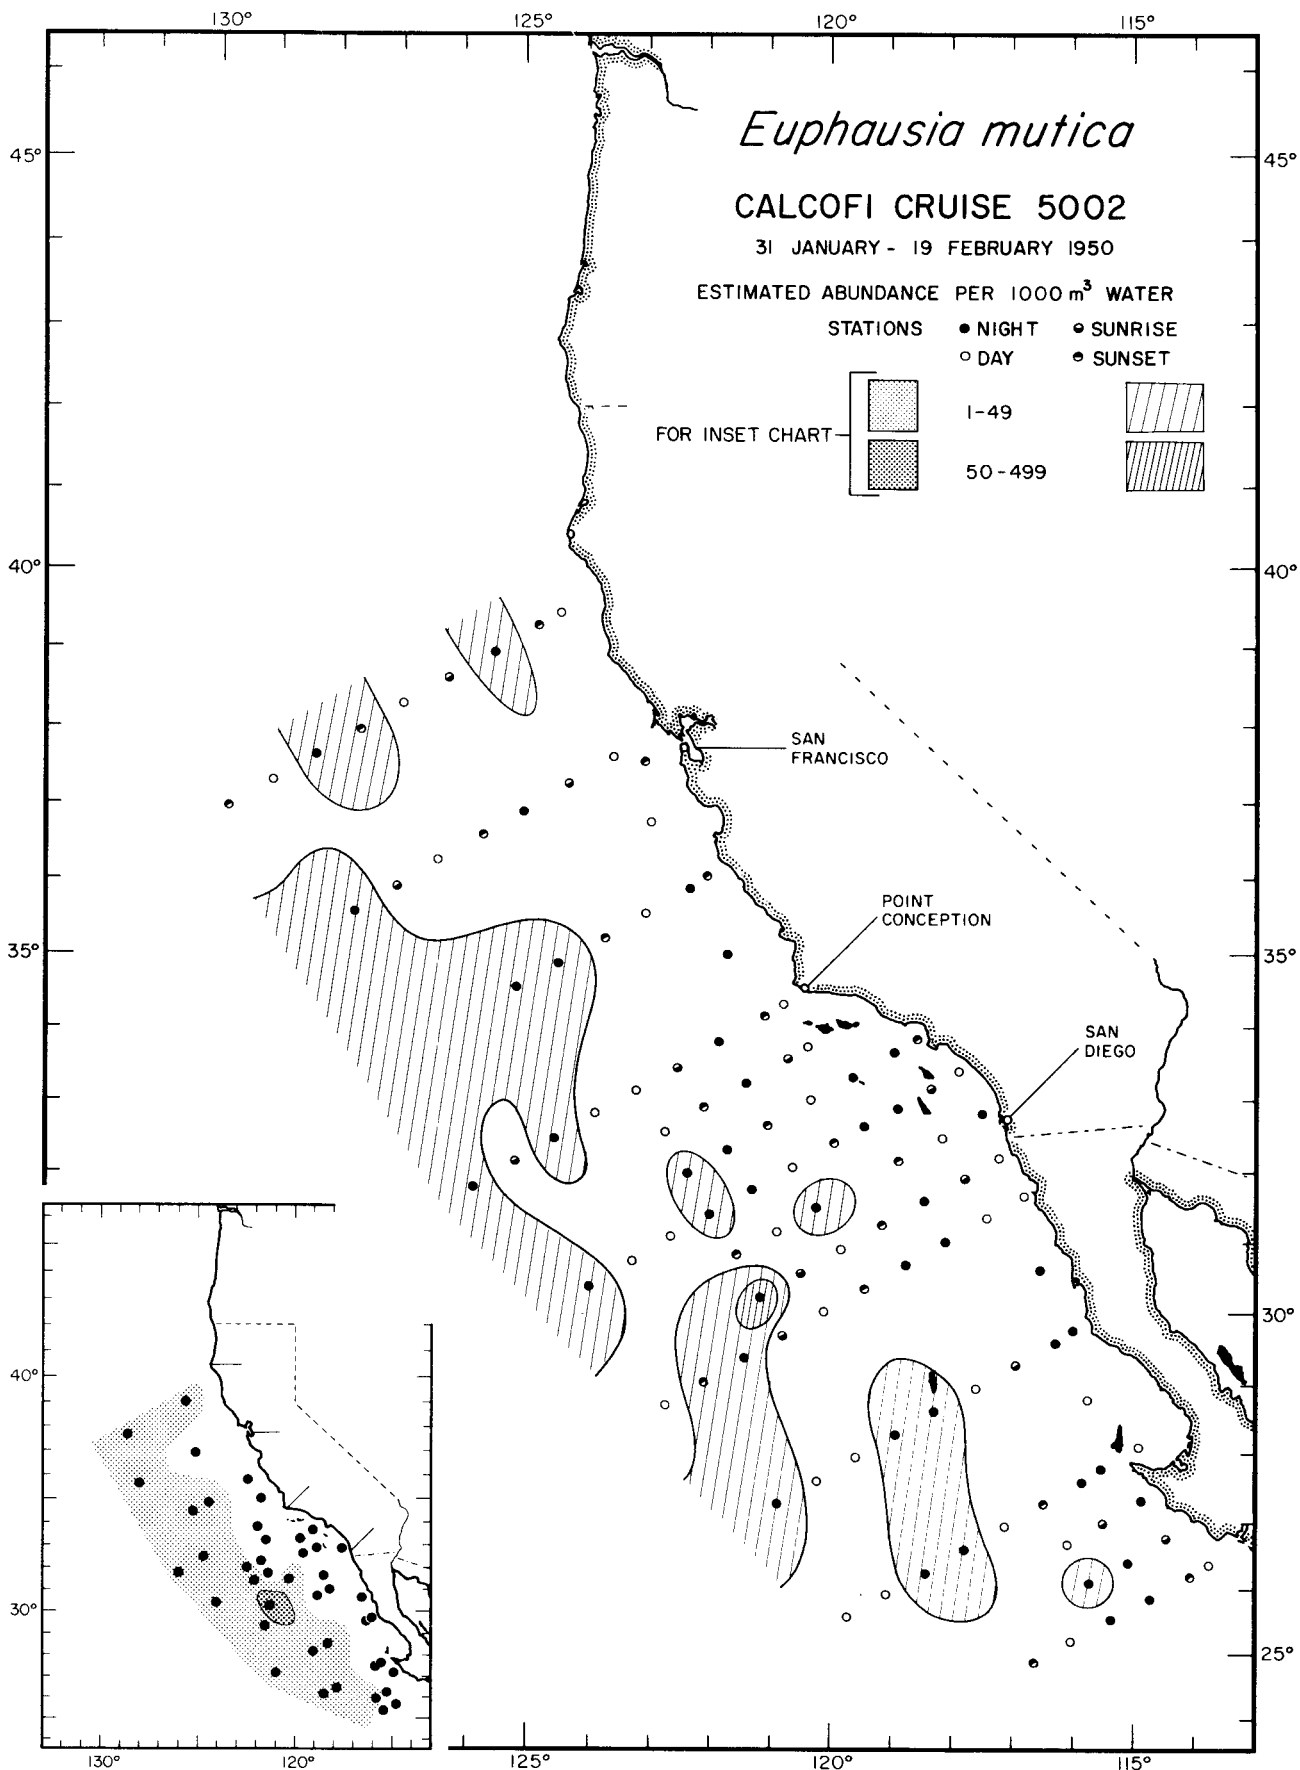 130° 125° 120° 115°
Euphausia mutica
CALCOFI CRUISE 5002
31 JANUARY - 19 FEBRUARY 1950
ESTIMATED ABUNDANCE PER 1000 m³ WATER
STATIONS ● NIGHT ◒ SUNRISE
○ DAY ◓ SUNSET
1-49
FOR INSET CHART
50-499
45° 45°
40° 40°
SAN
FRANCISCO
POINT
CONCEPTION
35° 35°
SAN
DIEGO
30°
40°
30°
25°
130° 120° 125° 120° 115°